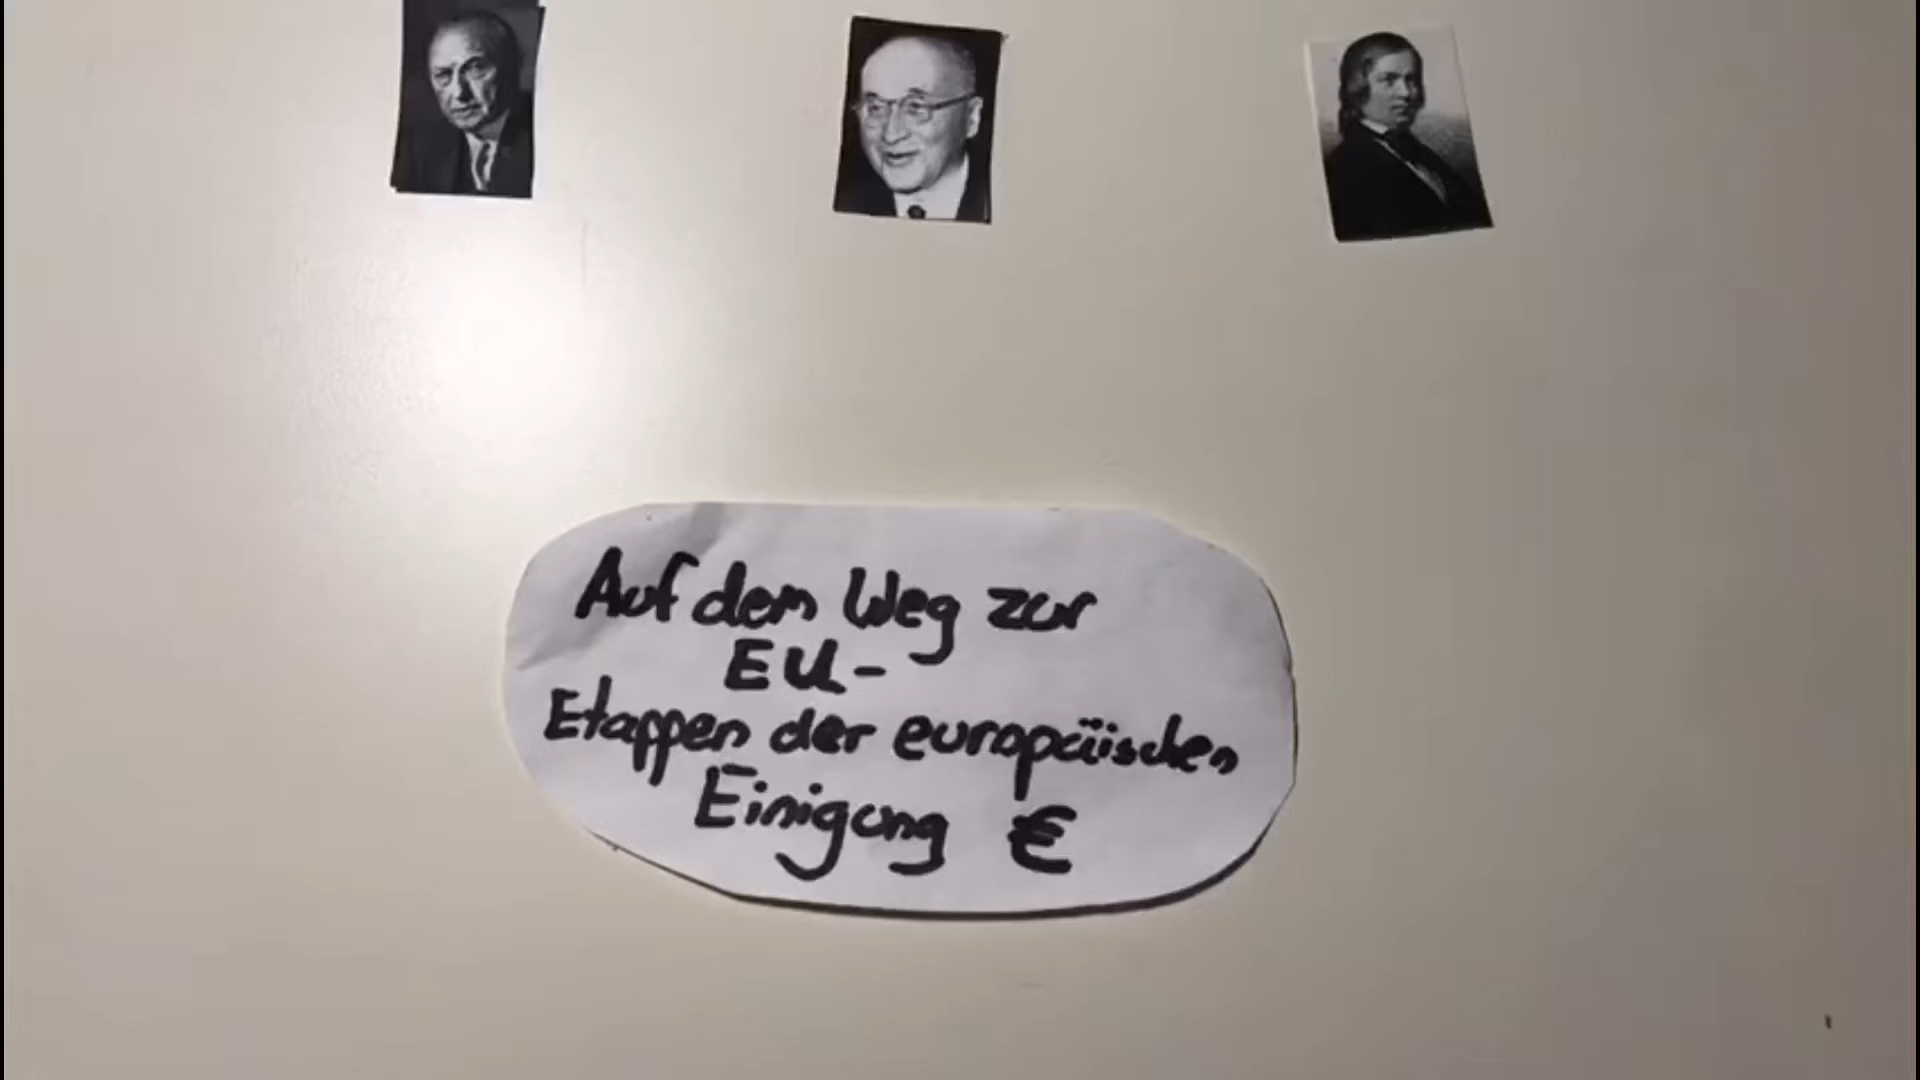 Auf dem Weg zur
EU-
Etappen der europäischen
Einigung €